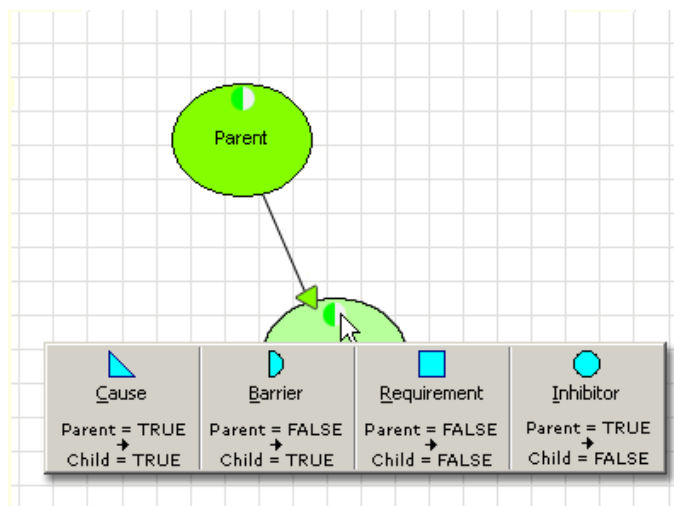 Parent
Cause Barrier Requirement Inhibitor
Parent = TRUE Parent = FALSE Parent = FALSE Parent = TRUE
Child = TRUE Child = TRUE Child = FALSE Child = FALSE